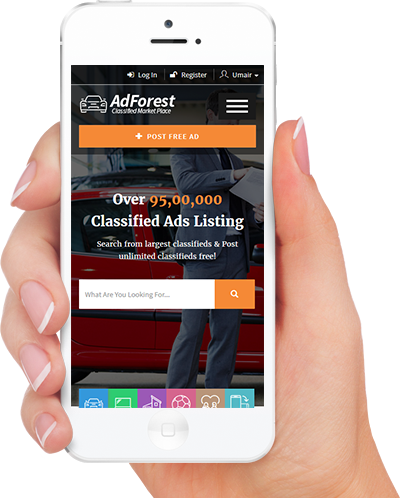 Log In Register Umair
AdForest
Classified Market Place
POST FREE AD
Over 95,00,000
Classified Ads Listing
Search from largest classifieds & Post
unlimited classifieds free!
What Are You Looking For...